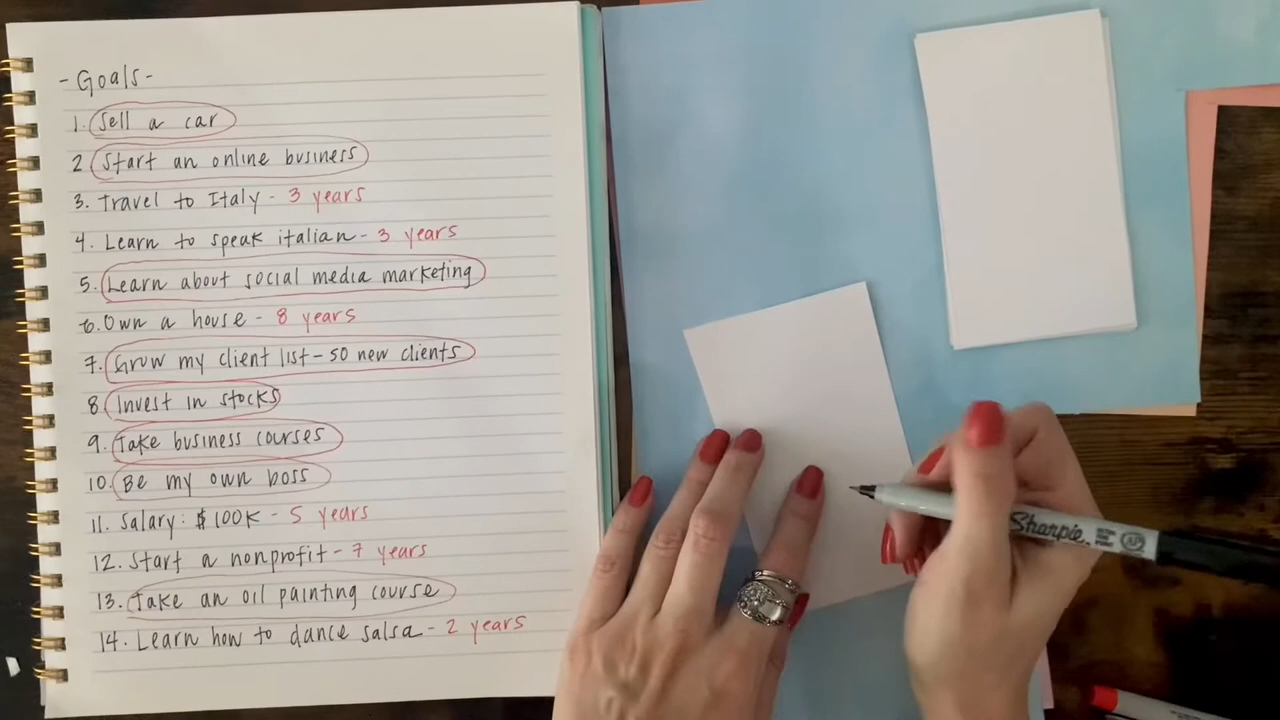 - Goals -
1. Sell a car
2 Start an online business
3. Travel to Italy - 3 years
4. Learn to speak italian - 3 years
5. Learn about social media marketing
6. Own a house - 8 years
7. Grow my client list - 50 new clients
8 Invest in stocks
9. Take business courses
10. Be my own boss
11. Salary: $100K - 5 years
12. Start a nonprofit - 7 years
13. Take an oil painting course
14. Learn how to dance salsa - 2 years
Sharpie.